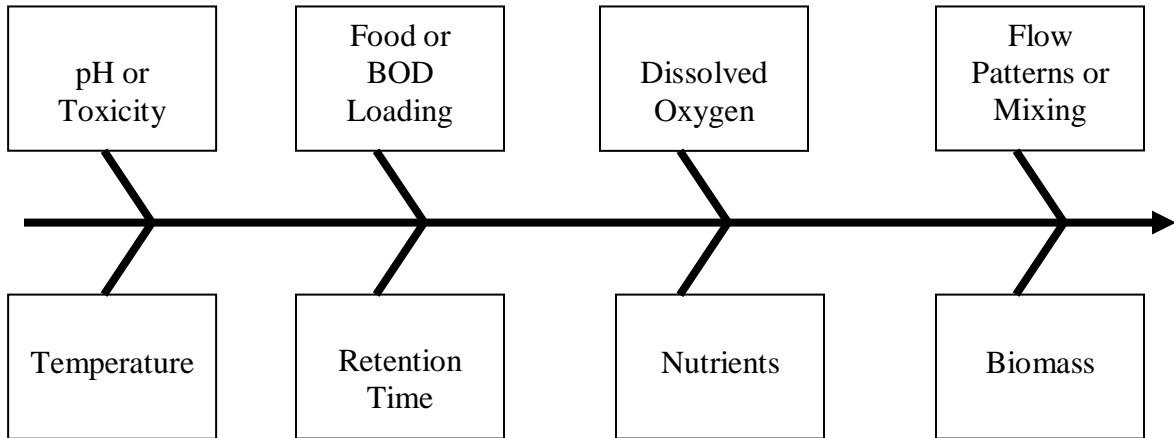 pH or
Toxicity
Food or
BOD
Loading
Dissolved
Oxygen
Flow
Patterns or
Mixing
Temperature
Retention
Time
Nutrients
Biomass